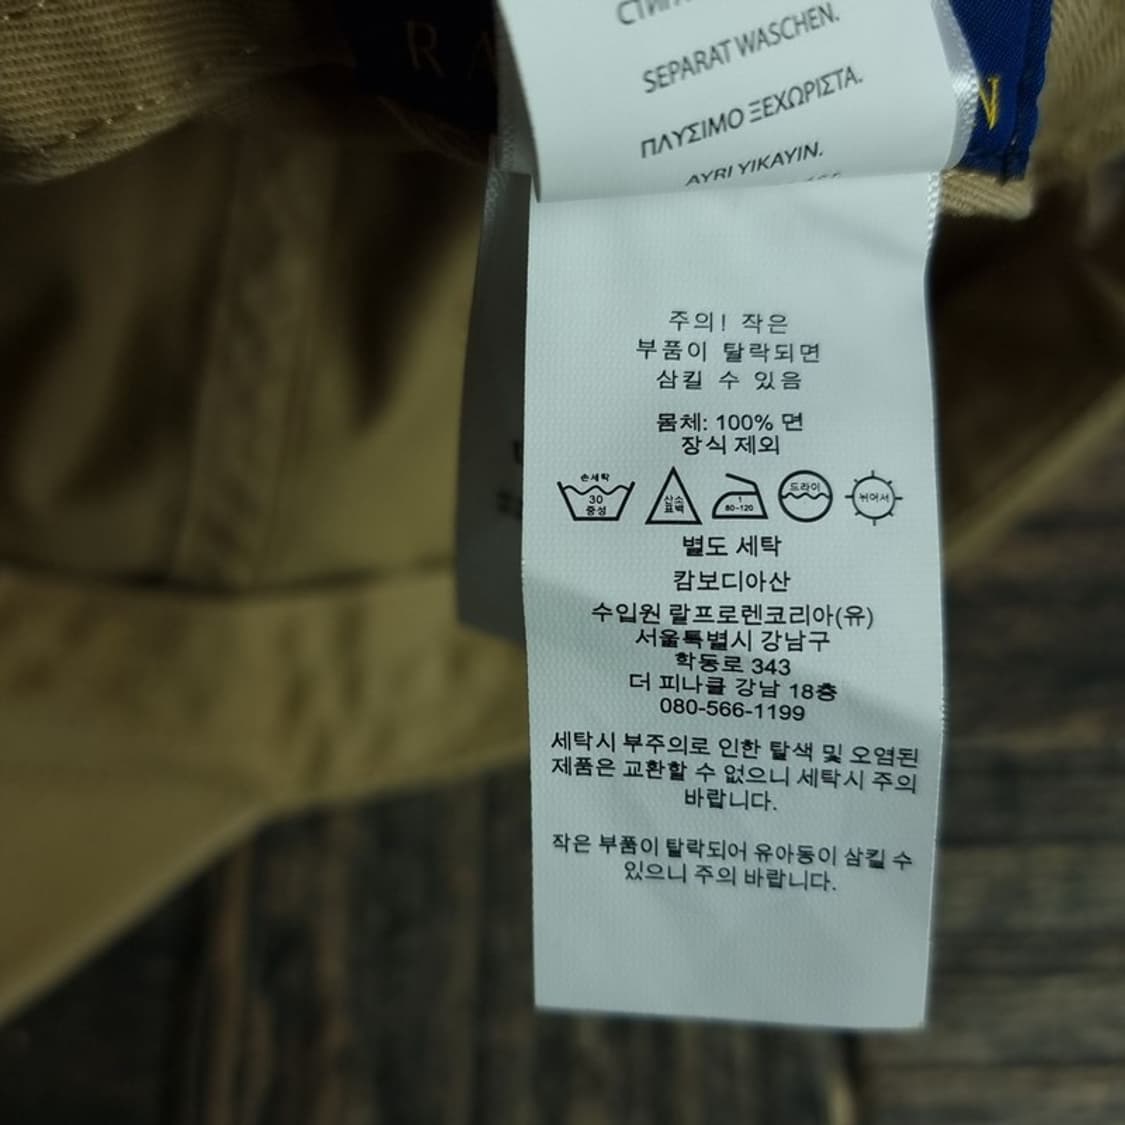 SEPARAT WASCHEN.
ΠΛΥΣΙΜΟ ΞΕΧΩΡΙΣΤΑ.
AYRI YIKAYIN.
주의! 작은
부품이 탈락되면
삼킬 수 있음
몸체: 100% 면
장식 제외
손세탁 30 중성
산소 표백
1 80~120
드라이
뉘어서
별도 세탁
캄보디아산
수입원 랄프로렌코리아(유)
서울특별시 강남구
학동로 343
더 피나클 강남 18층
080-566-1199
세탁시 부주의로 인한 탈색 및 오염된
제품은 교환할 수 없으니 세탁시 주의
바랍니다.
작은 부품이 탈락되어 유아동이 삼킬 수
있으니 주의 바랍니다.